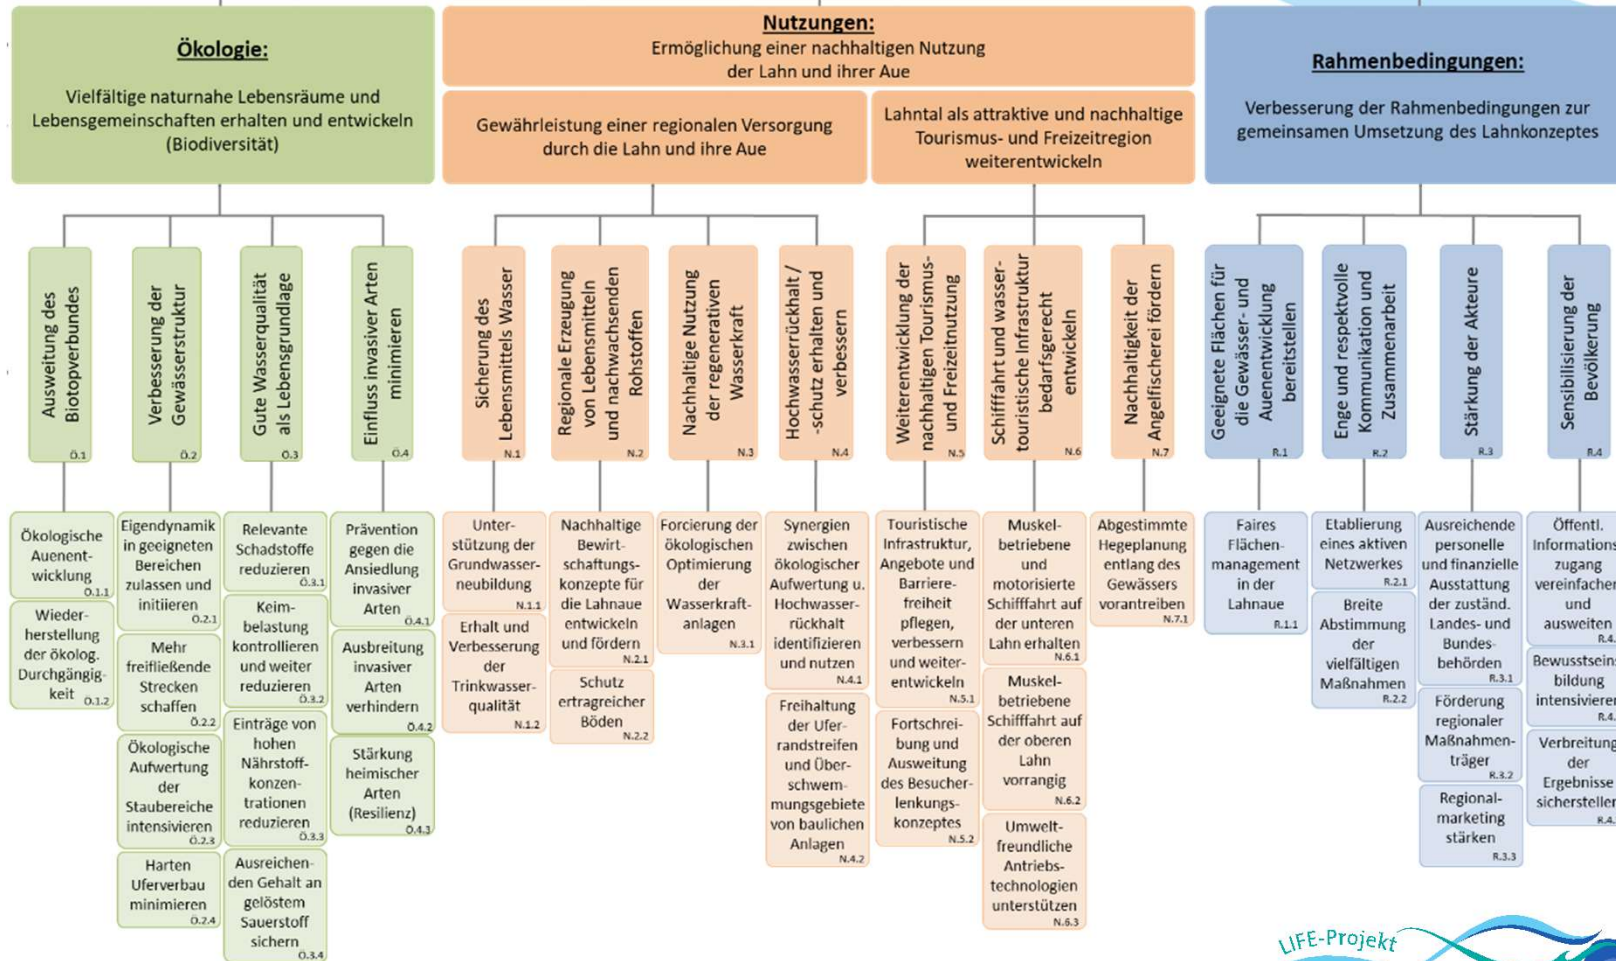 Ökologie:
Vielfältige naturnahe Lebensräume und
Lebensgemeinschaften erhalten und entwickeln
(Biodiversität)
Nutzungen:
Ermöglichung einer nachhaltigen Nutzung
der Lahn und ihrer Aue
Gewährleistung einer regionalen Versorgung
durch die Lahn und ihre Aue
Lahntal als attraktive und nachhaltige
Tourismus- und Freizeitregion
weiterentwickeln
Rahmenbedingungen:
Verbesserung der Rahmenbedingungen zur
gemeinsamen Umsetzung des Lahnkonzeptes
Ausweitung des
Biotopverbundes
Ö.1
Verbesserung der
Gewässerstruktur
Ö.2
Gute Wasserqualität
als Lebensgrundlage
Ö.3
Einfluss invasiver Arten
minimieren
Ö.4
Sicherung des
Lebensmittels Wasser
N.1
Regionale Erzeugung
von Lebensmitteln
und nachwachsenden
Rohstoffen
N.2
Nachhaltige Nutzung
der regenerativen
Wasserkraft
N.3
Hochwasserrückhalt /
-schutz erhalten und
verbessern
N.4
Weiterentwicklung der
nachhaltigen Tourismus-
und Freizeitnutzung
N.5
Schifffahrt und wasser-
touristische Infrastruktur
bedarfsgerecht
entwickeln
N.6
Nachhaltigkeit der
Angelfischerei fördern
N.7
Geeignete Flächen für
die Gewässer- und
Auenentwicklung
bereitstellen
R.1
Enge und respektvolle
Kommunikation und
Zusammenarbeit
R.2
Stärkung der Akteure
R.3
Sensibilisierung der
Bevölkerung
R.4
Ökologische
Auenent-
wicklung
Ö.1.1
Wieder-
herstellung
der ökolog.
Durchgängig-
keit
Ö.1.2
Eigendynamik
in geeigneten
Bereichen
zulassen und
initiieren
Ö.2.1
Mehr
freifließende
Strecken
schaffen
Ö.2.2
Ökologische
Aufwertung
der
Staubereiche
intensivieren
Ö.2.3
Harten
Uferverbau
minimieren
Ö.2.4
Relevante
Schadstoffe
reduzieren
Ö.3.1
Keim-
belastung
kontrollieren
und weiter
reduzieren
Ö.3.2
Einträge von
hohen
Nährstoff-
konzen-
trationen
reduzieren
Ö.3.3
Ausreichen-
den Gehalt an
gelöstem
Sauerstoff
sichern
Ö.3.4
Prävention
gegen die
Ansiedlung
invasiver
Arten
Ö.4.1
Ausbreitung
invasiver
Arten
verhindern
Ö.4.2
Stärkung
heimischer
Arten
(Resilienz)
Ö.4.3
Unter-
stützung der
Grundwasser-
neubildung
N.1.1
Erhalt und
Verbesserung
der
Trinkwasser-
qualität
N.1.2
Nachhaltige
Bewirt-
schaftungs-
konzepte für
die Lahnaue
entwickeln
und fördern
N.2.1
Schutz
ertragreicher
Böden
N.2.2
Forcierung der
ökologischen
Optimierung
der
Wasserkraft-
anlagen
N.3.1
Synergien
zwischen
ökologischer
Aufwertung u.
Hochwasser-
rückhalt
identifizieren
und nutzen
N.4.1
Freihaltung
der Ufer-
randstreifen
und Über-
schwem-
mungsgebiete
von baulichen
Anlagen
N.4.2
Touristische
Infrastruktur,
Angebote und
Barriere-
freiheit
pflegen,
verbessern
und weiter-
entwickeln
N.5.1
Fortschrei-
bung und
Ausweitung
des Besucher-
lenkungs-
konzeptes
N.5.2
Muskel-
betriebene
und
motorisierte
Schifffahrt auf
der unteren
Lahn erhalten
N.6.1
Muskel-
betriebene
Schifffahrt auf
der oberen
Lahn
vorrangig
N.6.2
Umwelt-
freundliche
Antriebs-
technologien
unterstützen
N.6.3
Abgestimmte
Hegeplanung
entlang des
Gewässers
vorantreiben
N.7.1
Faires
Flächen-
management
in der
Lahnaue
R.1.1
Etablierung
eines aktiven
Netzwerkes
R.2.1
Breite
Abstimmung
der
vielfältigen
Maßnahmen
R.2.2
Ausreichende
personelle
und finanzielle
Ausstattung
der zuständ.
Landes- und
Bundes-
behörden
R.3.1
Förderung
regionaler
Maßnahmen-
träger
R.3.2
Regional-
marketing
stärken
R.3.3
Öffentl.
Informations
zugang
vereinfachen
und
ausweiten
R.4.
Bewusstseins
bildung
intensivieren
R.4.
Verbreitung
der
Ergebnisse
sicherstellen
R.4.
LIFE-Projekt